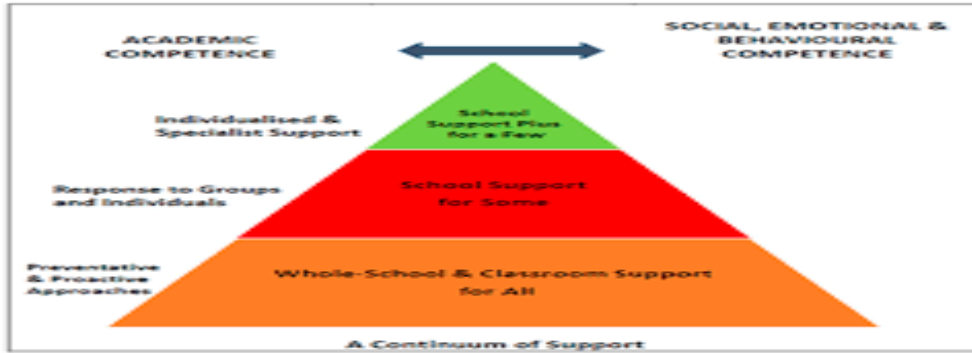 ACADEMIC
COMPETENCE
SOCIAL, EMOTIONAL &
BEHAVIOURAL
COMPETENCE
Individualised &
Specialist Support
School
Support Plus
for a Few
Response to Groups
and Individuals
School Support
for Some
Preventative
& Proactive
Approaches
Whole-School & Classroom Support
for All
A Continuum of Support